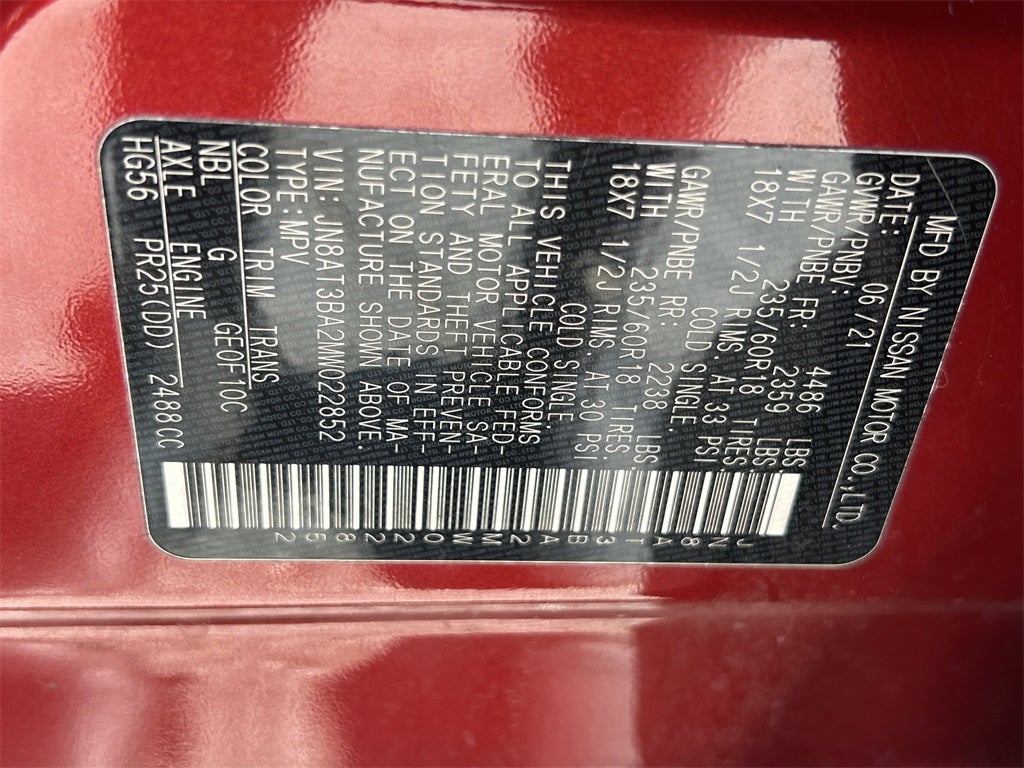 MFD BY NISSAN MOTOR CO.,LTD.
DATE: 06/21
GVWR/PNBV: 4486 LBS
GAWR/PNBE FR: 2359 LBS
WITH 235/60R18 TIRES,
18X7 1/2J RIMS, AT 33 PSI
COLD SINGLE.
GAWR/PNBE RR: 2238 LBS.
WITH 235/60R18 TIRES,
18X7 1/2J RIMS, AT 30 PSI
COLD SINGLE.
THIS VEHICLE CONFORMS
TO ALL APPLICABLE FED-
ERAL MOTOR VEHICLE SA-
FETY AND THEFT PREVEN-
TION STANDARDS IN EFF-
ECT ON THE DATE OF MA-
NUFACTURE SHOWN ABOVE.
VIN: JN8AT3BA2MW022852
TYPE:MPV
COLOR TRIM TRANS
NBL G GE0F10C
AXLE ENGINE
HG56 PR25(DD) 2488CC
JN8AT3BA2MW022852